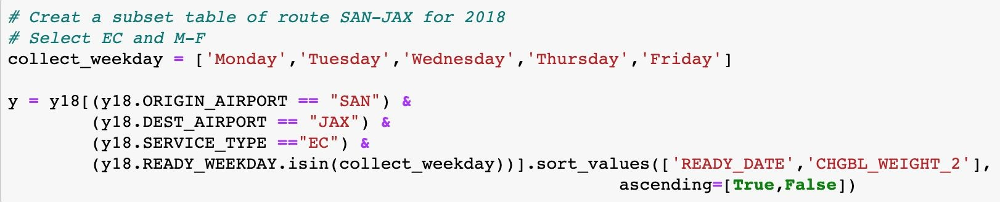 # Creat a subset table of route SAN-JAX for 2018
# Select EC and M-F
collect_weekday = ['Monday','Tuesday','Wednesday','Thursday','Friday']
y = y18[(y18.ORIGIN_AIRPORT == "SAN") &
(y18.DEST_AIRPORT == "JAX") &
(y18.SERVICE_TYPE =="EC") &
(y18.READY_WEEKDAY.isin(collect_weekday))].sort_values(['READY_DATE','CHGBL_WEIGHT_2'],
ascending=[True,False])